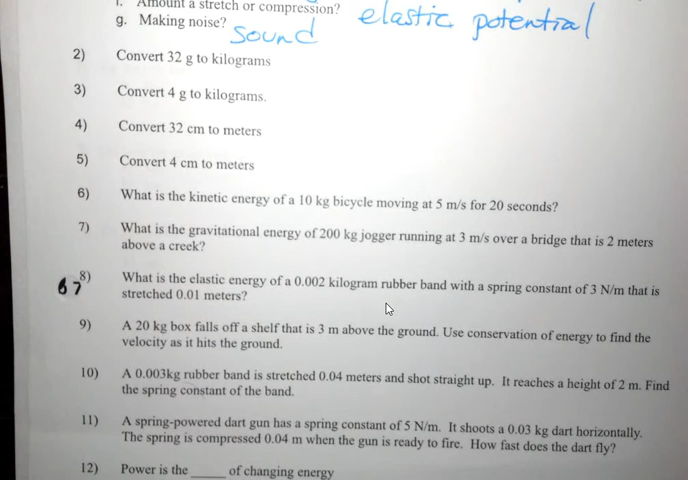 f. Amount a stretch or compression? elastic potential
g. Making noise? sound
2) Convert 32 g to kilograms
3) Convert 4 g to kilograms.
4) Convert 32 cm to meters
5) Convert 4 cm to meters
6) What is the kinetic energy of a 10 kg bicycle moving at 5 m/s for 20 seconds?
7) What is the gravitational energy of 200 kg jogger running at 3 m/s over a bridge that is 2 meters
above a creek?
67 8) What is the elastic energy of a 0.002 kilogram rubber band with a spring constant of 3 N/m that is
stretched 0.01 meters?
9) A 20 kg box falls off a shelf that is 3 m above the ground. Use conservation of energy to find the
velocity as it hits the ground.
10) A 0.003kg rubber band is stretched 0.04 meters and shot straight up. It reaches a height of 2 m. Find
the spring constant of the band.
11) A spring-powered dart gun has a spring constant of 5 N/m. It shoots a 0.03 kg dart horizontally.
The spring is compressed 0.04 m when the gun is ready to fire. How fast does the dart fly?
12) Power is the _____ of changing energy